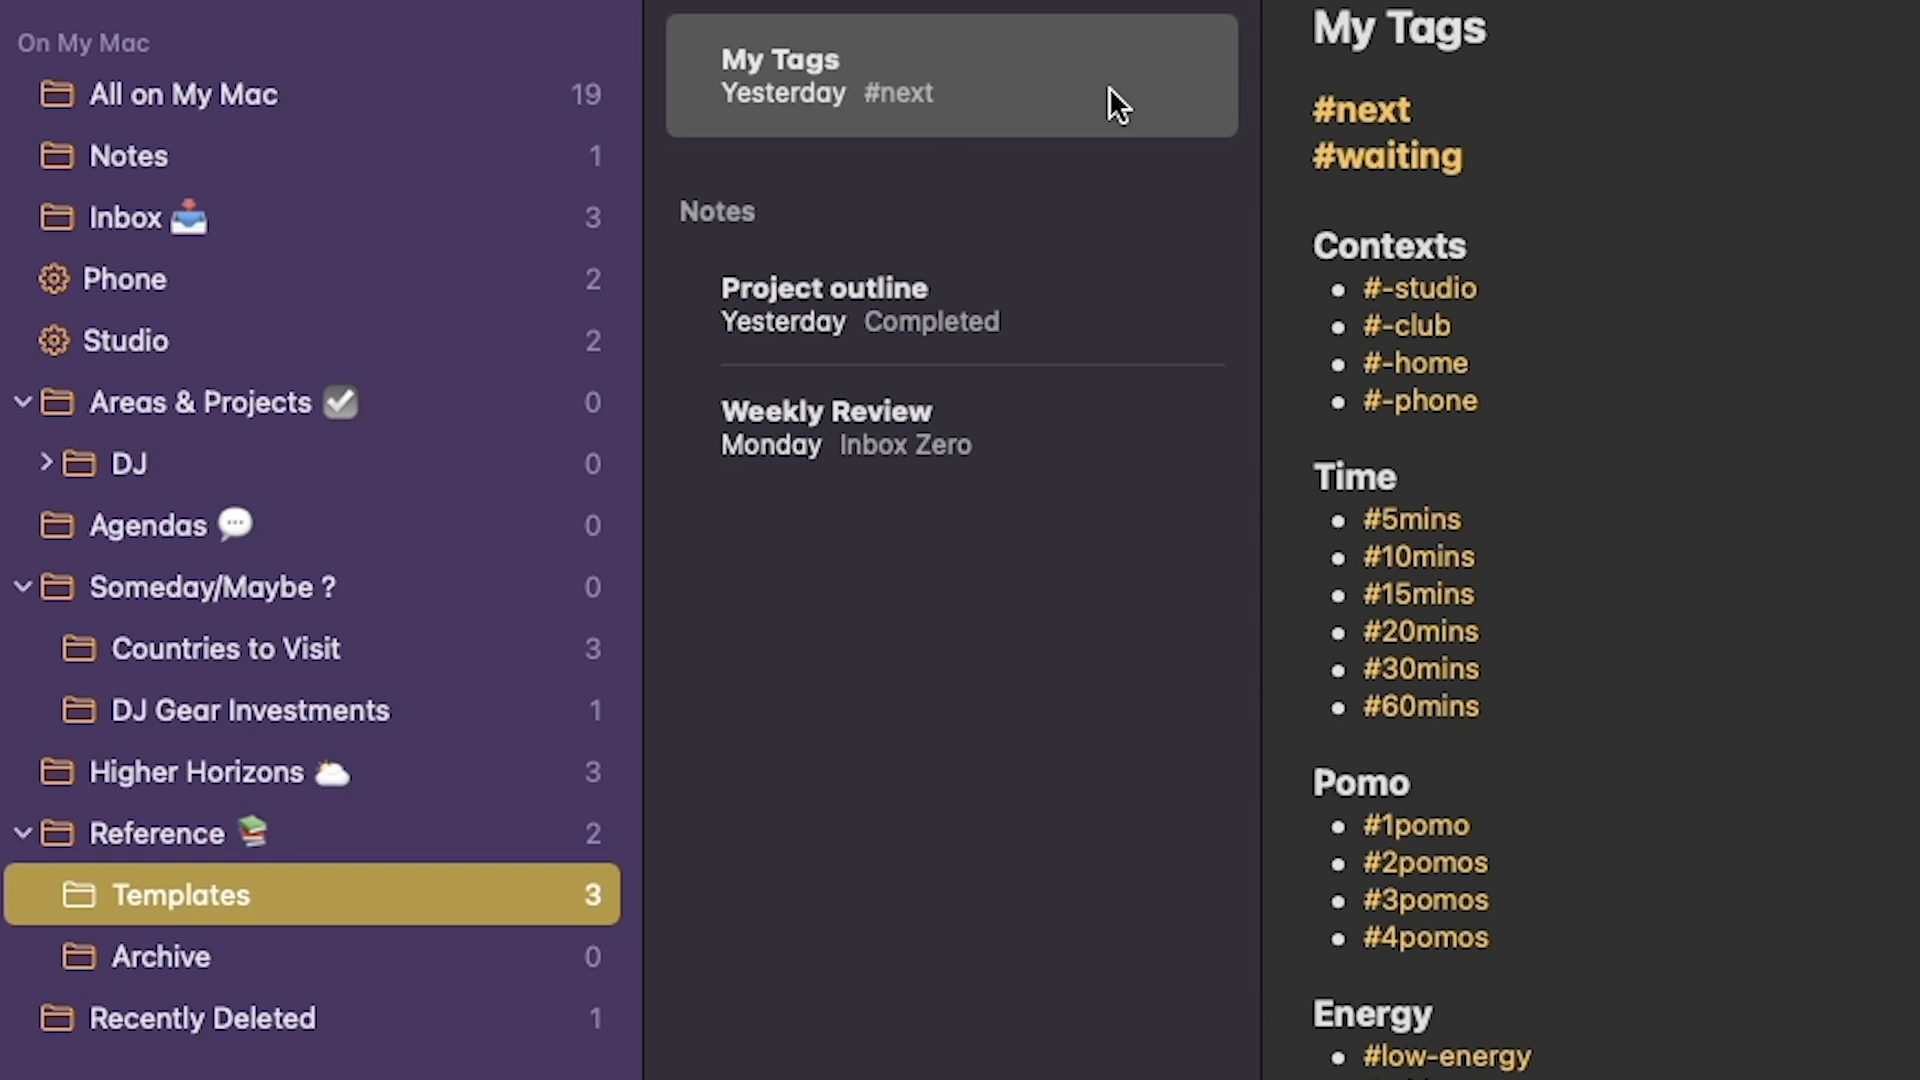 On My Mac
All on My Mac 19
Notes 1
Inbox 📥 3
Phone 2
Studio 2
Areas & Projects ☑️ 0
DJ 0
Agendas 💬 0
Someday/Maybe ? 0
Countries to Visit 3
DJ Gear Investments 1
Higher Horizons 🌥️ 3
Reference 📚 2
Templates 3
Archive 0
Recently Deleted 1
My Tags
Yesterday #next
Notes
Project outline
Yesterday Completed
Weekly Review
Monday Inbox Zero
My Tags
#next
#waiting
Contexts
#-studio
#-club
#-home
#-phone
Time
#5mins
#10mins
#15mins
#20mins
#30mins
#60mins
Pomo
#1pomo
#2pomos
#3pomos
#4pomos
Energy
#low-energy